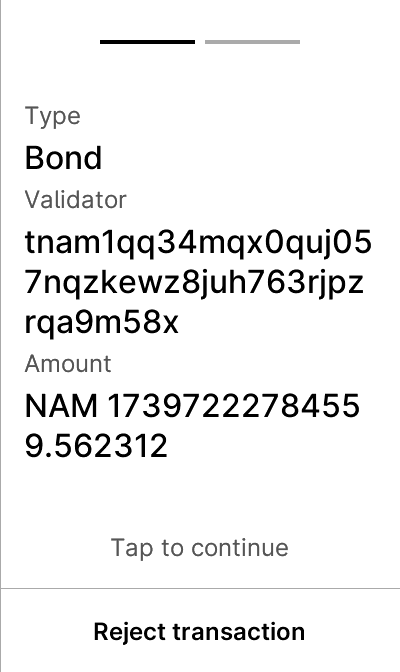 Type
Bond
Validator
tnam1qq34mqx0quj05
7nqzkewz8juh763rjpz
rqa9m58x
Amount
NAM 1739722278455
9.562312
Tap to continue
Reject transaction